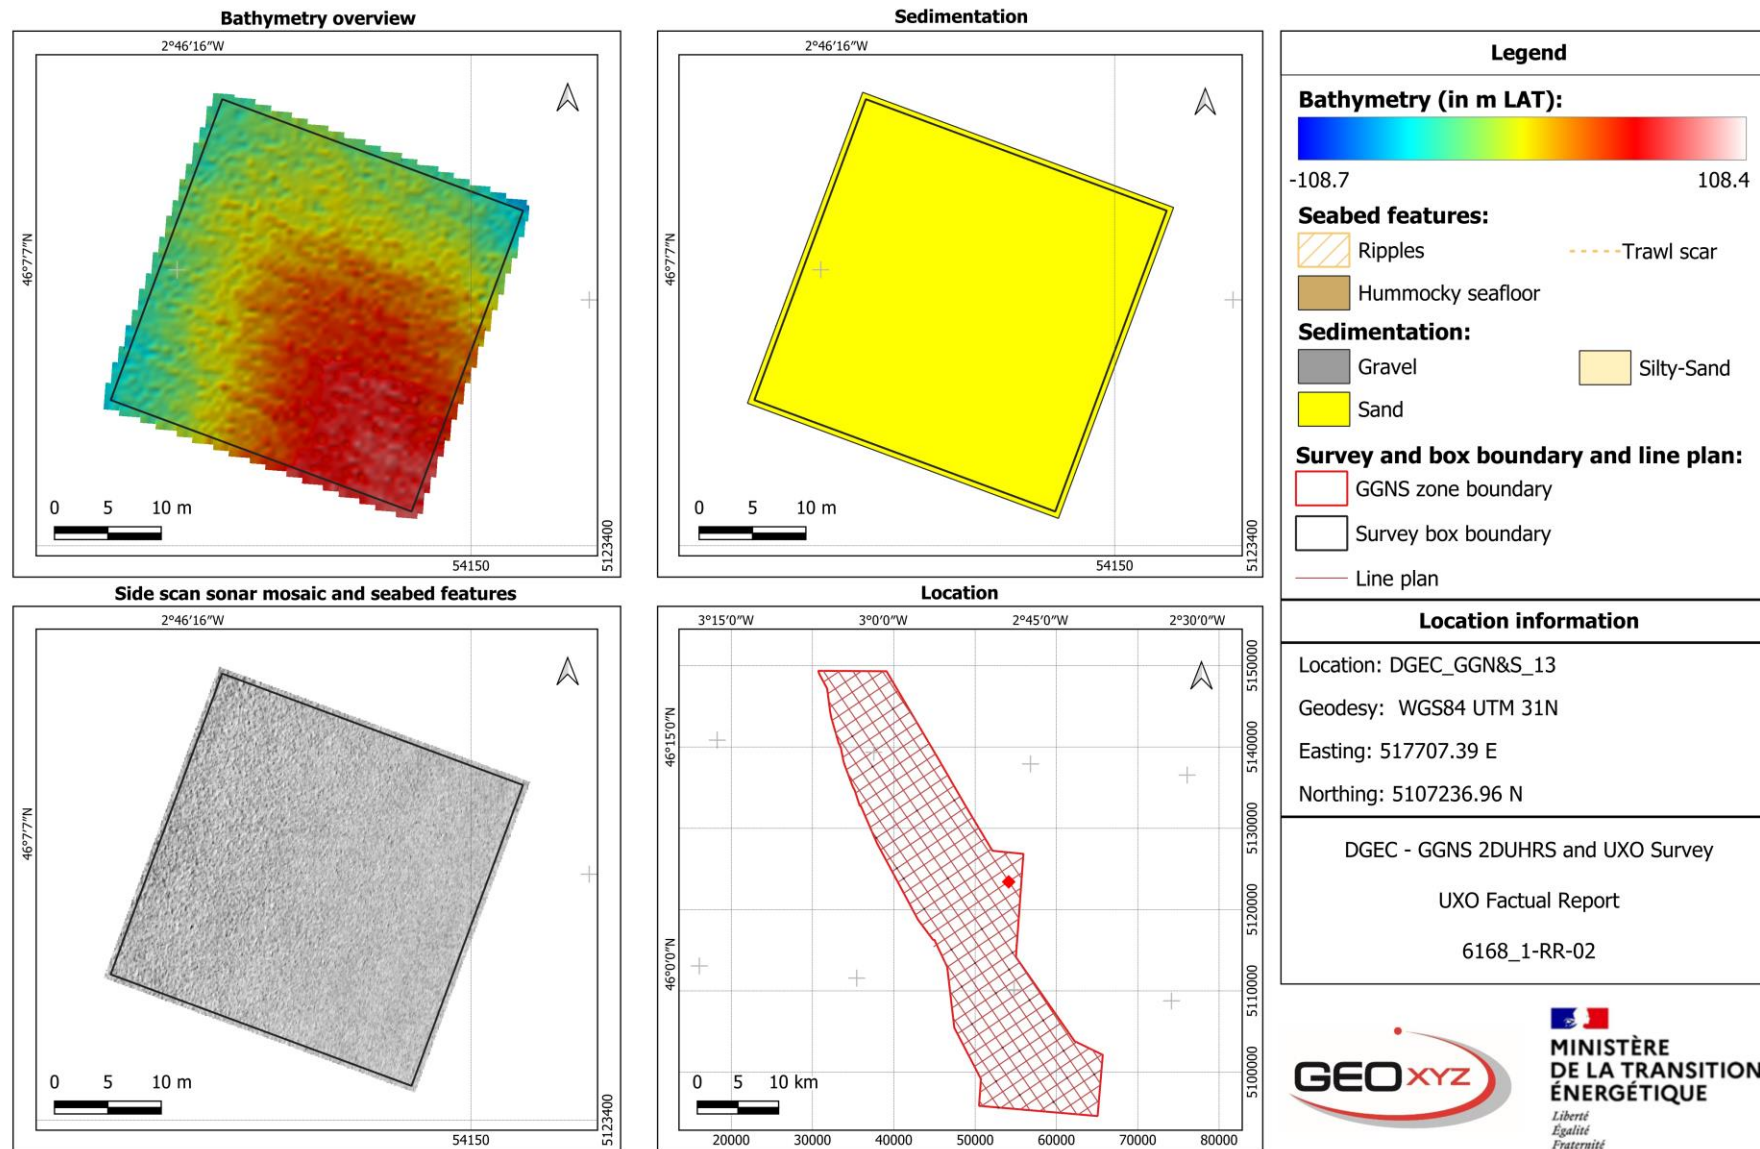 Bathymetry overview
2°46'16"W
46°7'7"N
0 5 10 m
54150
5123400
Sedimentation
2°46'16"W
46°7'7"N
0 5 10 m
54150
5123400
Side scan sonar mosaic and seabed features
2°46'16"W
46°7'7"N
0 5 10 m
54150
5123400
Location
3°15'0"W 3°0'0"W 2°45'0"W 2°30'0"W
46°15'0"N
46°0'0"N
5150000
5140000
5130000
5120000
5110000
5100000
0 5 10 km
20000 30000 40000 50000 60000 70000 80000
Legend
Bathymetry (in m LAT):
-108.7 108.4
Seabed features:
Ripples Trawl scar
Hummocky seafloor
Sedimentation:
Gravel Silty-Sand
Sand
Survey and box boundary and line plan:
GGNS zone boundary
Survey box boundary
Line plan
Location information
Location: DGEC_GGN&S_13
Geodesy: WGS84 UTM 31N
Easting: 517707.39 E
Northing: 5107236.96 N
DGEC - GGNS 2DUHRS and UXO Survey
UXO Factual Report
6168_1-RR-02
GEO XYZ
MINISTÈRE
DE LA TRANSITION
ÉNERGÉTIQUE
Liberté
Égalité
Fraternité